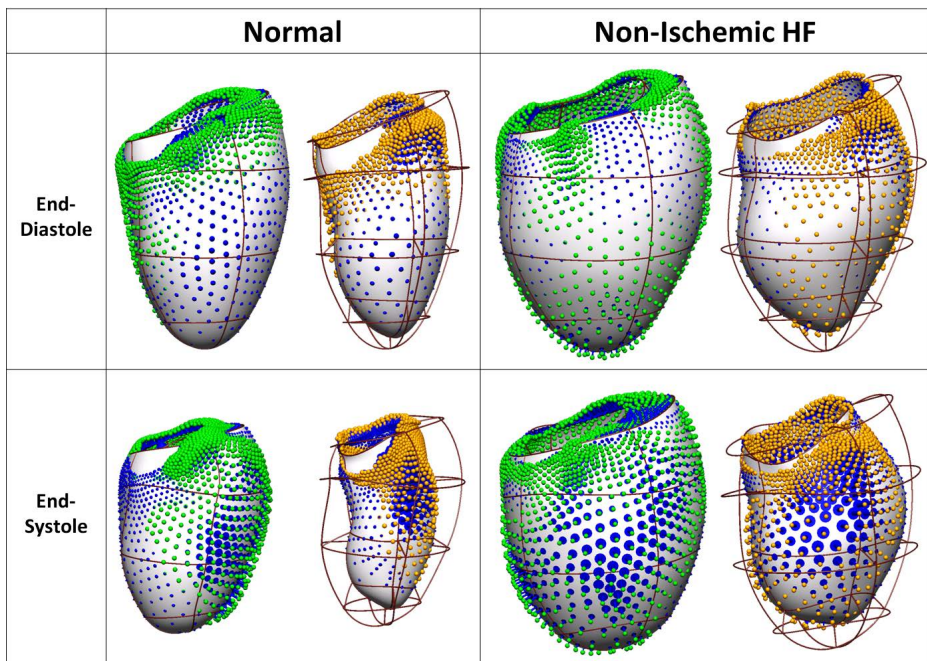 Normal
Non-Ischemic HF
End-
Diastole
End-
Systole